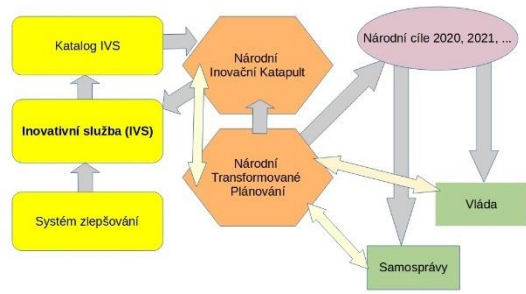 Katalog IVS
Inovativní služba (IVS)
Systém zlepšování
Národní
Inovační Katapult
Národní
Transformované
Plánování
Národní cíle 2020, 2021, ...
Vláda
Samosprávy